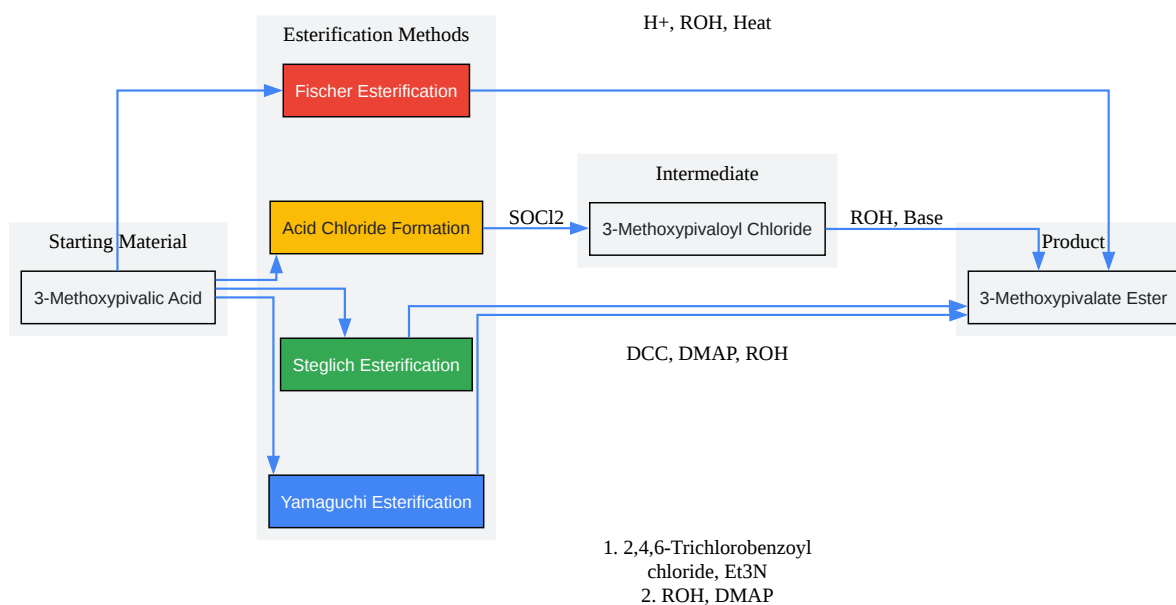 H+, ROH, Heat
Esterification Methods
Fischer Esterification
Intermediate
Acid Chloride Formation
SOCl2
3-Methoxypivaloyl Chloride
ROH, Base
Starting Material
Product
3-Methoxypivalic Acid
3-Methoxypivalate Ester
DCC, DMAP, ROH
Steglich Esterification
Yamaguchi Esterification
1. 2,4,6-Trichlorobenzoyl
chloride, Et3N
2. ROH, DMAP